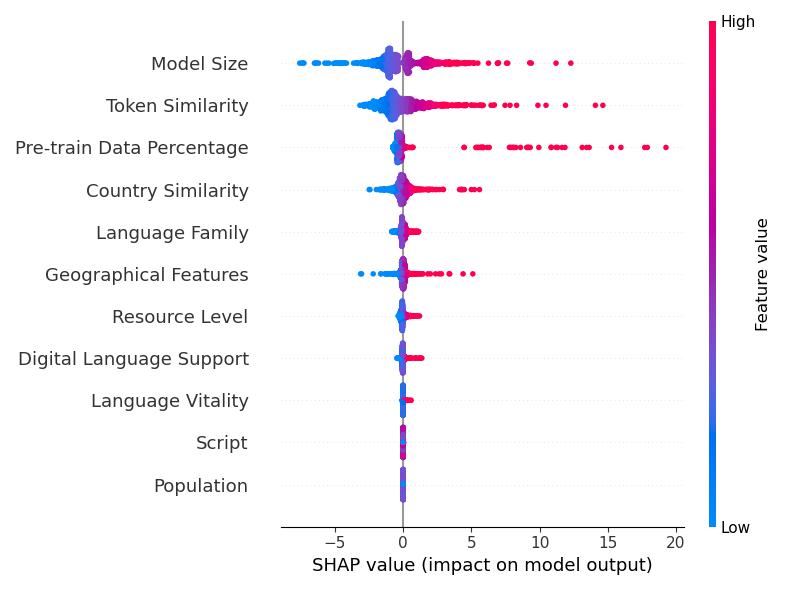 High
Model Size
Token Similarity
Pre-train Data Percentage
Country Similarity
Language Family
Geographical Features
Resource Level
Digital Language Support
Language Vitality
Script
Population
Feature value
Low
−5 0 5 10 15 20
SHAP value (impact on model output)